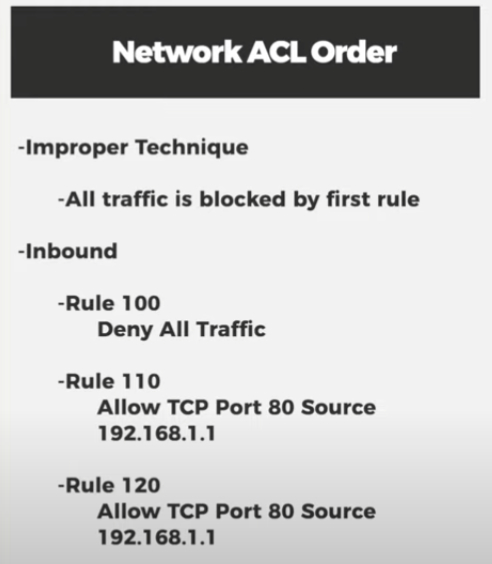 Network ACL Order
-Improper Technique
-All traffic is blocked by first rule
-Inbound
-Rule 100
Deny All Traffic
-Rule 110
Allow TCP Port 80 Source
192.168.1.1
-Rule 120
Allow TCP Port 80 Source
192.168.1.1